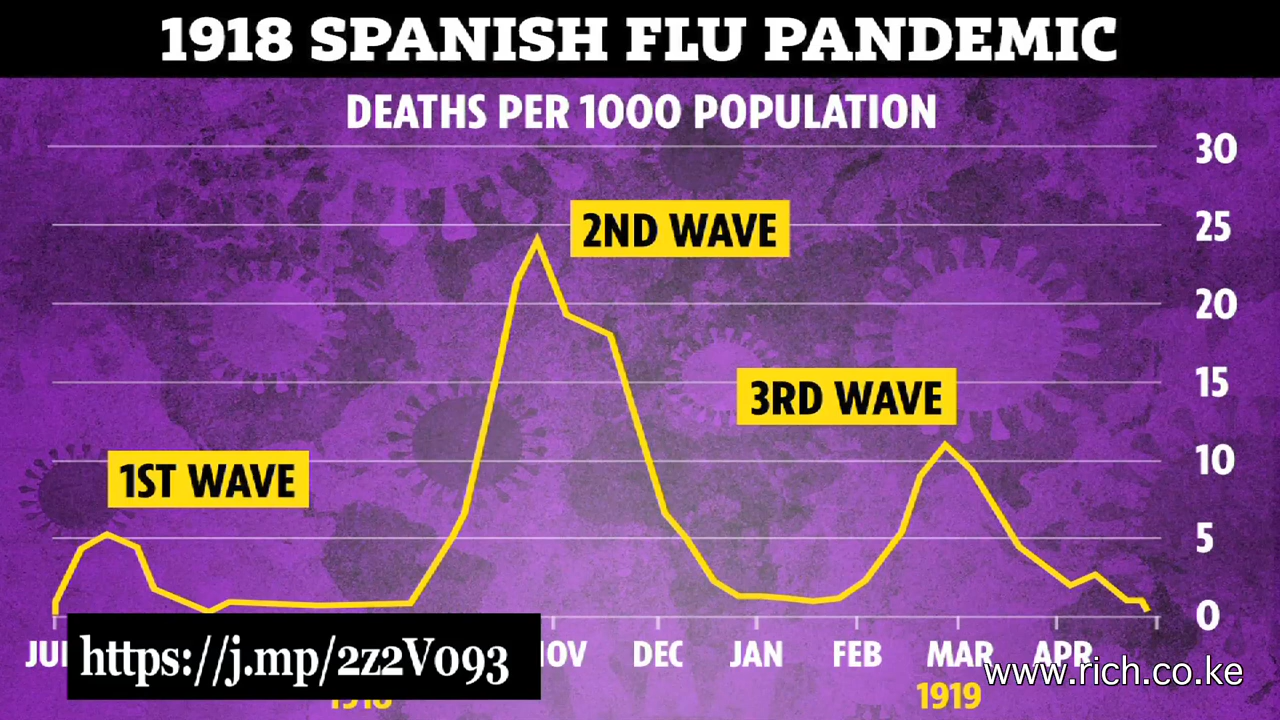 1918 SPANISH FLU PANDEMIC
DEATHS PER 1000 POPULATION
30
25
2ND WAVE
20
15
3RD WAVE
10
1ST WAVE
5
0
DEC JAN FEB MAR APR
https://j.mp/2z2V093
www.rich.co.ke
1919